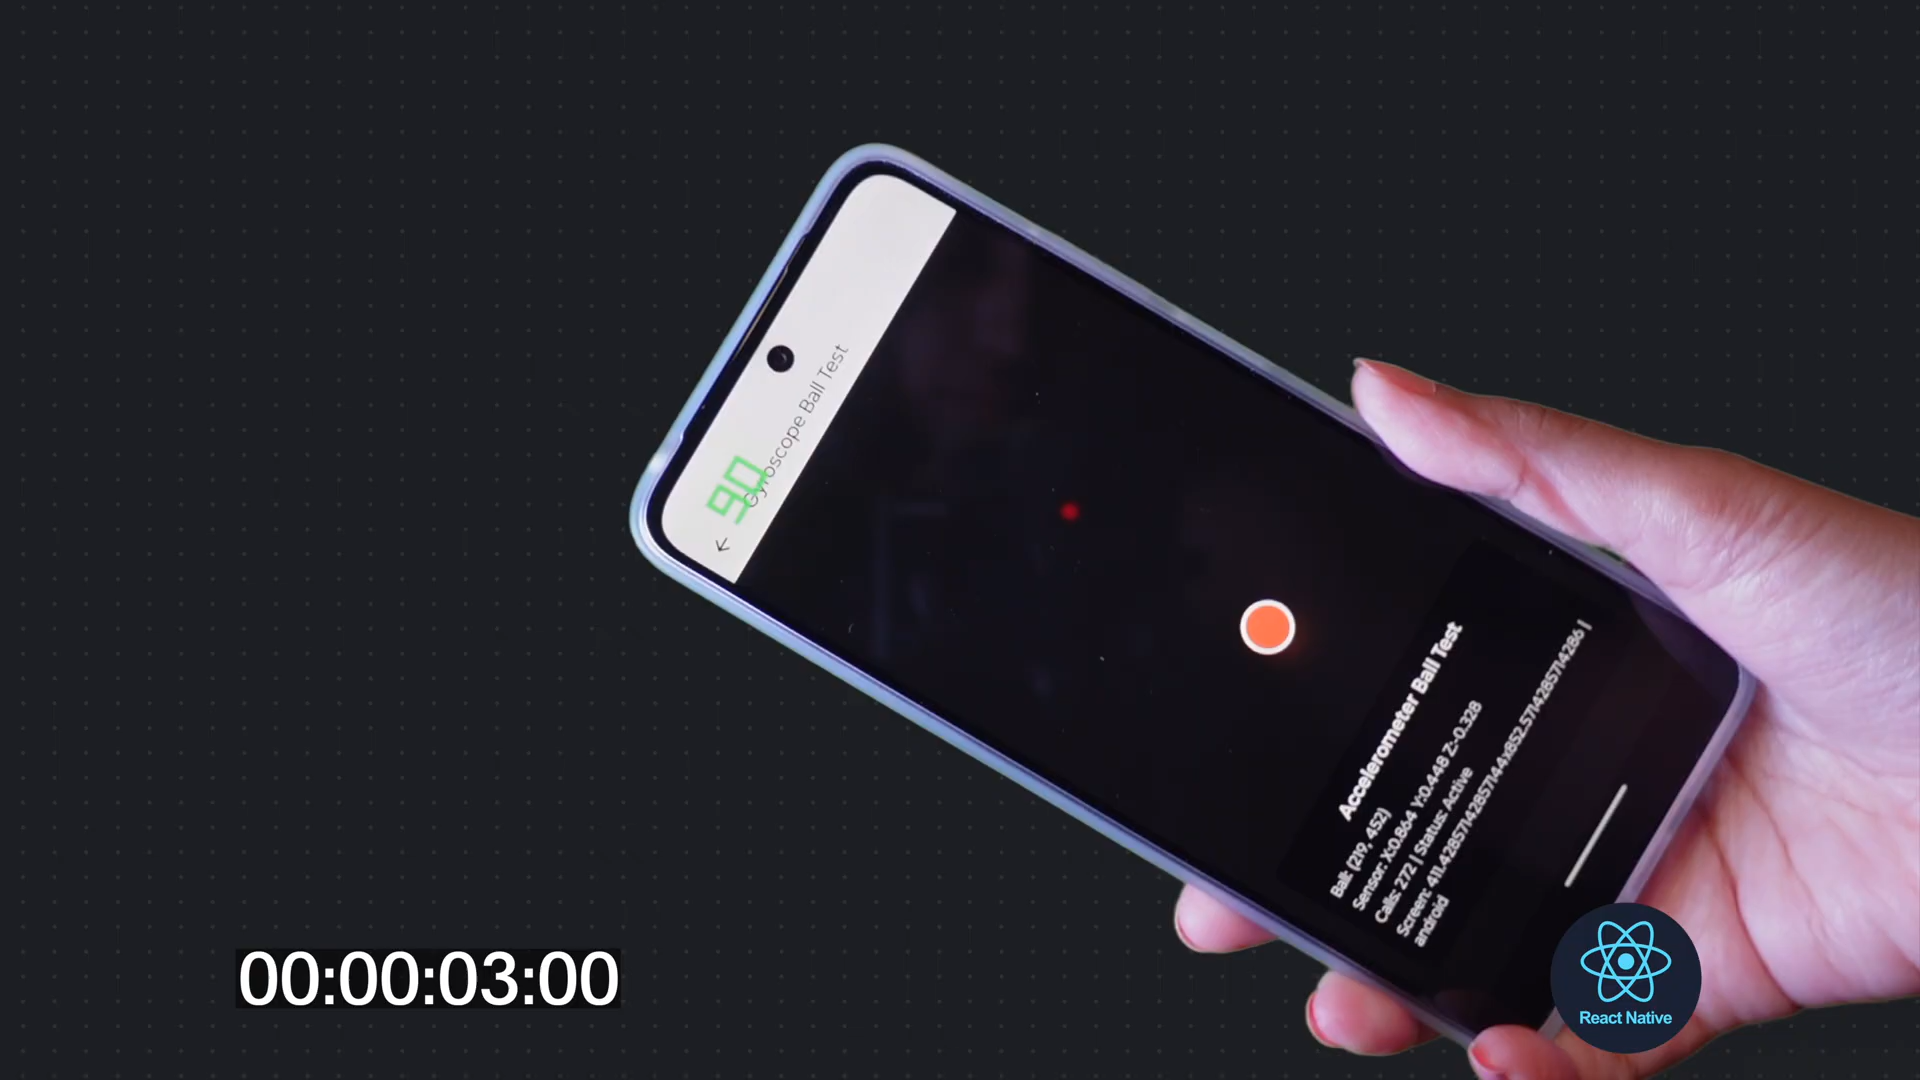 90
← Gyroscope Ball Test
Accelerometer Ball Test
Ball: (219, 452)
Sensor: X:0.864 Y:0.448 Z:-0.328
Calls: 272 | Status: Active
Screen: 411.42857142857144x852.5714285714286 |
android
00:00:03:00
React Native